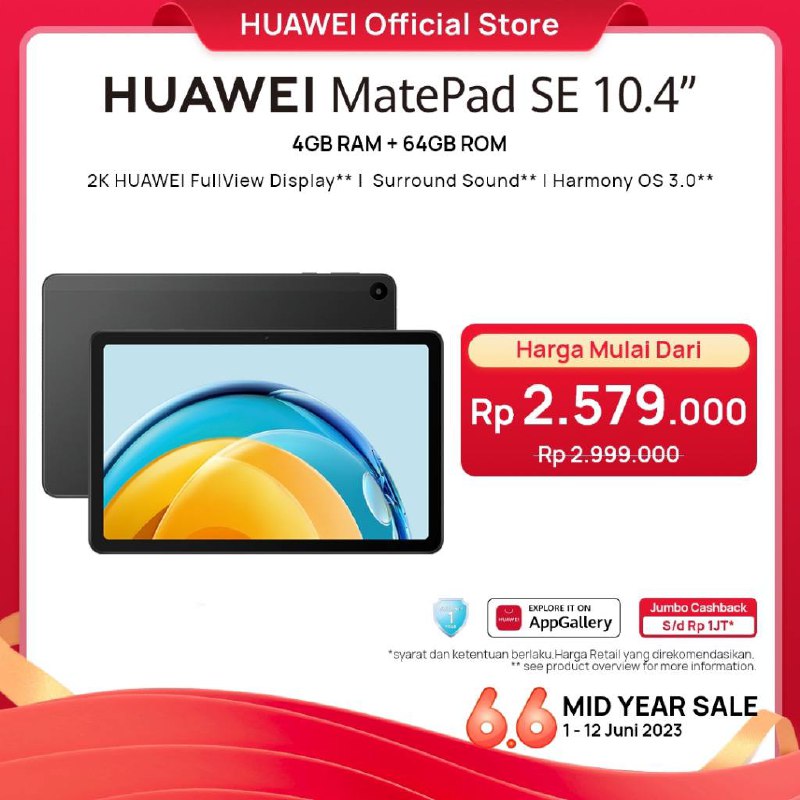 HUAWEI Official Store
HUAWEI MatePad SE 10.4”
4GB RAM + 64GB ROM
2K HUAWEI FullView Display** | Surround Sound** | Harmony OS 3.0**
Harga Mulai Dari
Rp 2.579.000
Rp 2.999.000
1
EXPLORE IT ON
HUAWEI AppGallery
Jumbo Cashback
S/d Rp 1JT*
*syarat dan ketentuan berlaku.Harga Retail yang direkomendasikan.
** see product overview for more information.
6.6 MID YEAR SALE
1 - 12 Juni 2023